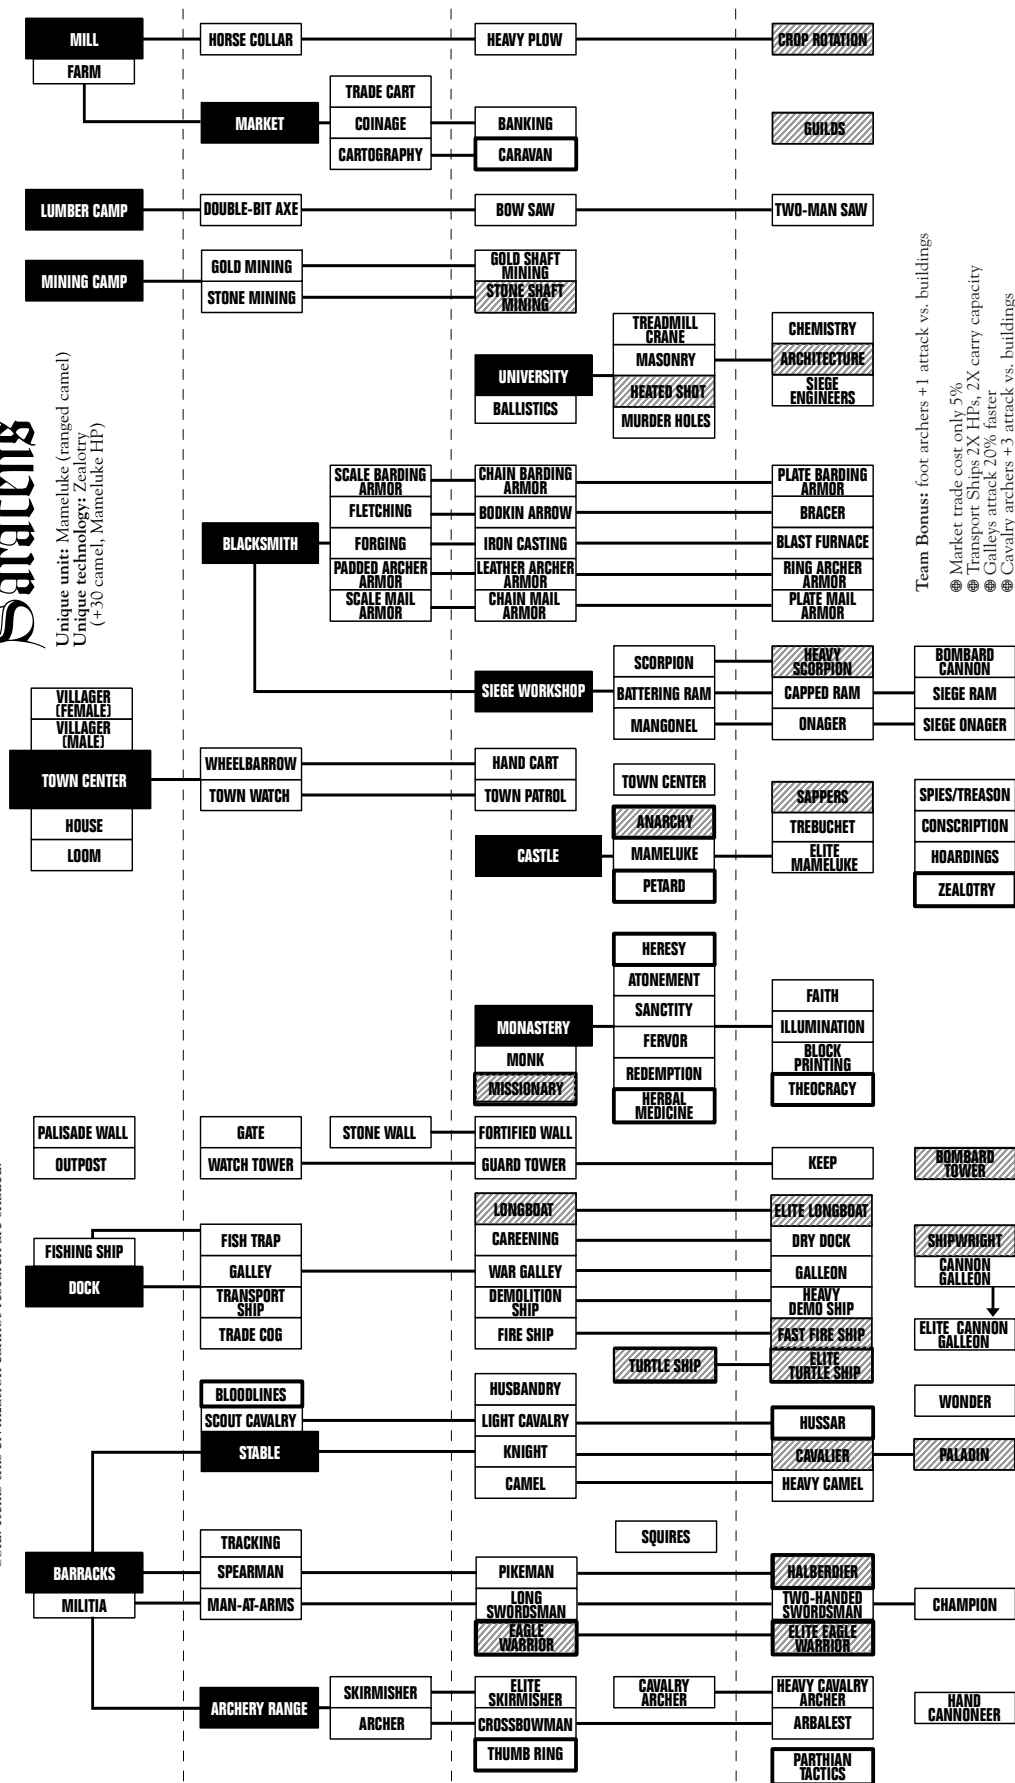 MILL
HORSE COLLAR
HEAVY PLOW
CROP ROTATION
FARM
TRADE CART
MARKET
COINAGE
BANKING
GUILDS
CARTOGRAPHY
CARAVAN
LUMBER CAMP
DOUBLE-BIT AXE
BOW SAW
TWO-MAN SAW
MINING CAMP
GOLD MINING
GOLD SHAFT
MINING
STONE MINING
STONE SHAFT
MINING
UNIVERSITY
BALLISTICS
TREADMILL
CRANE
MASONRY
HEATED SHOT
MURDER HOLES
CHEMISTRY
ARCHITECTURE
SIEGE
ENGINEERS
Saracens
Unique unit: Mameluke (ranged camel)
Unique technology: Zealotry
(+30 camel, Mameluke HP)
Team Bonus: foot archers +1 attack vs. buildings
Market trade cost only 5%
Transport Ships 2X HPs, 2X carry capacity
Galleys attack 20% faster
Cavalry archers +3 attack vs. buildings
BLACKSMITH
SCALE BARDING
ARMOR
CHAIN BARDING
ARMOR
PLATE BARDING
ARMOR
FLETCHING
BODKIN ARROW
BRACER
FORGING
IRON CASTING
BLAST FURNACE
PADDED ARCHER
ARMOR
LEATHER ARCHER
ARMOR
RING ARCHER
ARMOR
SCALE MAIL
ARMOR
CHAIN MAIL
ARMOR
PLATE MAIL
ARMOR
SIEGE WORKSHOP
SCORPION
HEAVY
SCORPION
BOMBARD
CANNON
BATTERING RAM
CAPPED RAM
SIEGE RAM
MANGONEL
ONAGER
SIEGE ONAGER
VILLAGER
(FEMALE)
VILLAGER
(MALE)
TOWN CENTER
HOUSE
LOOM
WHEELBARROW
HAND CART
TOWN WATCH
TOWN PATROL
TOWN CENTER
CASTLE
ANARCHY
MAMELUKE
PETARD
SAPPERS
TREBUCHET
ELITE
MAMELUKE
SPIES/TREASON
CONSCRIPTION
HOARDINGS
ZEALOTRY
MONASTERY
MONK
MISSIONARY
HERESY
ATONEMENT
SANCTITY
FERVOR
REDEMPTION
HERBAL
MEDICINE
FAITH
ILLUMINATION
BLOCK
PRINTING
THEOCRACY
PALISADE WALL
OUTPOST
GATE
WATCH TOWER
STONE WALL
FORTIFIED WALL
GUARD TOWER
KEEP
BOMBARD
TOWER
FISHING SHIP
DOCK
FISH TRAP
GALLEY
TRANSPORT
SHIP
TRADE COG
LONGBOAT
CAREENING
WAR GALLEY
DEMOLITION
SHIP
FIRE SHIP
TURTLE SHIP
ELITE LONGBOAT
DRY DOCK
GALLEON
HEAVY
DEMO SHIP
FAST FIRE SHIP
ELITE
TURTLE SHIP
SHIPWRIGHT
CANNON
GALLEON
ELITE CANNON
GALLEON
WONDER
BLOODLINES
SCOUT CAVALRY
STABLE
HUSBANDRY
LIGHT CAVALRY
KNIGHT
CAMEL
HUSSAR
CAVALIER
HEAVY CAMEL
PALADIN
BARRACKS
MILITIA
TRACKING
SPEARMAN
MAN-AT-ARMS
SQUIRES
PIKEMAN
LONG
SWORDSMAN
EAGLE
WARRIOR
HALBERDIER
TWO-HANDED
SWORDSMAN
ELITE EAGLE
WARRIOR
CHAMPION
ARCHERY RANGE
SKIRMISHER
ARCHER
ELITE
SKIRMISHER
CROSSBOWMAN
THUMB RING
CAVALRY
ARCHER
HEAVY CAVALRY
ARCHER
ARBALEST
PARTHIAN
TACTICS
HAND
CANNONEER